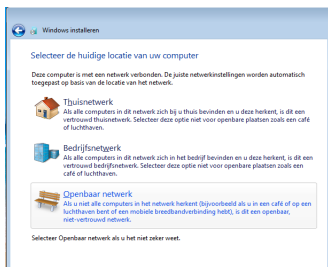 Windows installeren
Selecteer de huidige locatie van uw computer
Deze computer is met een netwerk verbonden. De juiste netwerkinstellingen worden automatisch
toegepast op basis van de locatie van het netwerk.
Thuisnetwerk
Als alle computers in dit netwerk zich bij u thuis bevinden en u deze herkent, is dit een
vertrouwd thuisnetwerk. Selecteer deze optie niet voor openbare plaatsen zoals een café
of luchthaven.
Bedrijfsnetwerk
Als alle computers in dit netwerk zich in het bedrijf bevinden en u deze herkent, is dit een
vertrouwd bedrijfsnetwerk. Selecteer deze optie niet voor openbare plaatsen zoals een
café of luchthaven.
Openbaar netwerk
Als u niet alle computers in het netwerk herkent (bijvoorbeeld als u in een café of op een
luchthaven bent of een mobiele breedbandverbinding hebt), is dit een openbaar,
niet-vertrouwd netwerk.
Selecteer Openbaar netwerk als u het niet zeker weet.